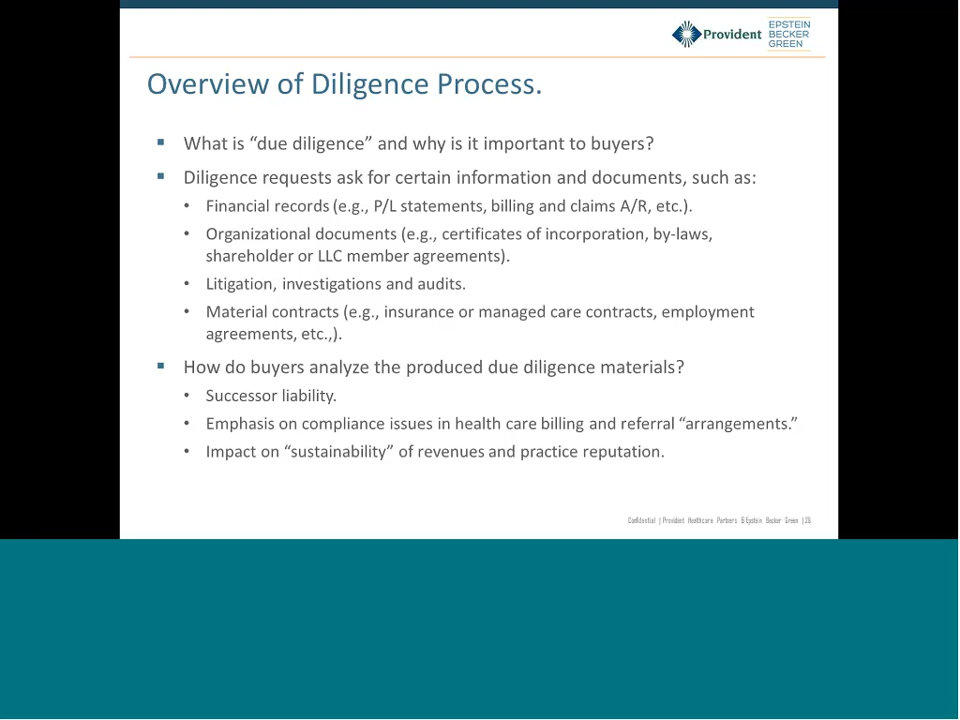 Provident
EPSTEIN
BECKER
GREEN
Overview of Diligence Process.
▪ What is “due diligence” and why is it important to buyers?
▪ Diligence requests ask for certain information and documents, such as:
• Financial records (e.g., P/L statements, billing and claims A/R, etc.).
• Organizational documents (e.g., certificates of incorporation, by-laws,
shareholder or LLC member agreements).
• Litigation, investigations and audits.
• Material contracts (e.g., insurance or managed care contracts, employment
agreements, etc.,).
▪ How do buyers analyze the produced due diligence materials?
• Successor liability.
• Emphasis on compliance issues in health care billing and referral “arrangements.”
• Impact on “sustainability” of revenues and practice reputation.
Confidential | Provident Healthcare Partners & Epstein Becker Green | 26